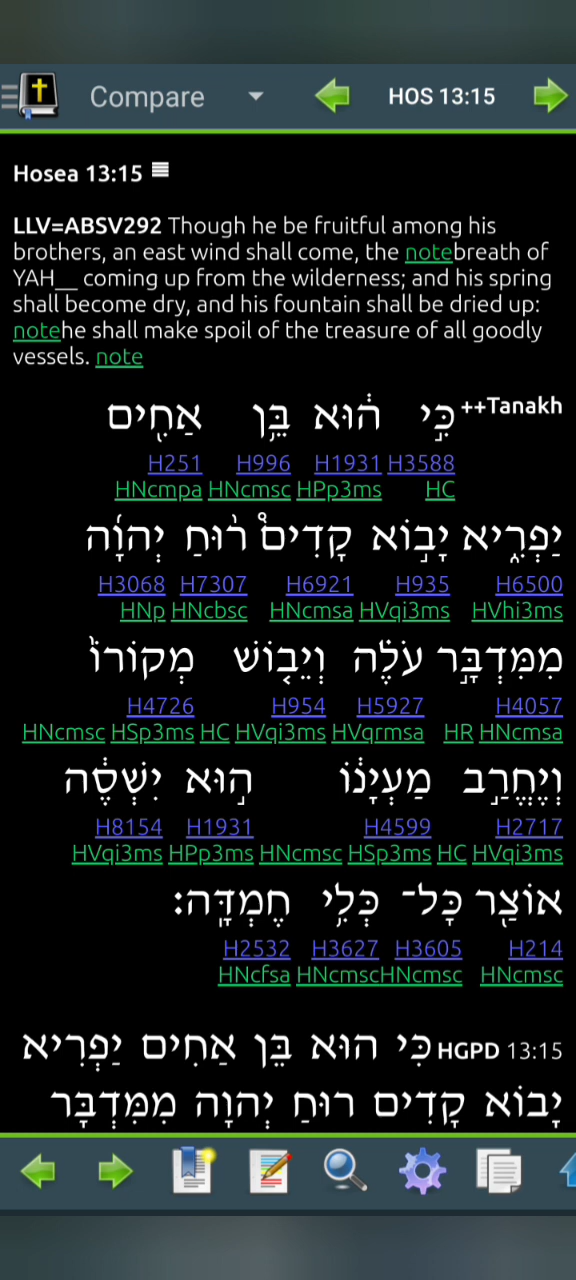 Compare
HOS 13:15
Hosea 13:15
LLV=ABSV292 Though he be fruitful among his
brothers, an east wind shall come, the notebreath of
YAH__ coming up from the wilderness; and his spring
shall become dry, and his fountain shall be dried up:
notehe shall make spoil of the treasure of all goodly
vessels. note
++Tanakh כִּ֣י ה֔וּא בֵּ֥ן אַחִ֖ים
H251 H996 H1931 H3588
HNcmpa HNcmsc HPp3ms HC
יַפְרִ֑יא יָב֣וֹא קָדִים֩ ר֨וּחַ יְהוָ֜ה
H3068 H7307 H6921 H935 H6500
HNp HNcbsc HNcmsa HVqi3ms HVhi3ms
מִמִּדְבָּ֣ר עֹלֶ֗ה וְיֵב֤וֹשׁ מְקוֹרוֹ֙
H4726 H954 H5927 H4057
HNcmsc HSp3ms HC HVqi3ms HVqrmsa HR HNcmsa
וְיֶחֱרַ֣ב מַעְיָנ֔וֹ ה֣וּא יִשְׁסֶ֔ה
H8154 H1931 H4599 H2717
HVqi3ms HPp3ms HNcmsc HSp3ms HC HVqi3ms
אוֹצַ֖ר כָּל־ כְּלִ֥י חֶמְדָּֽה׃
H2532 H3627 H3605 H214
HNcfsa HNcmscHNcmsc HNcmsc
HGPD 13:15 כִּי הוּא בֵּן אַחִים יַפְרִיא
יָבוֹא קָדִים רוּחַ יְהוָה מִמִּדְבָּר